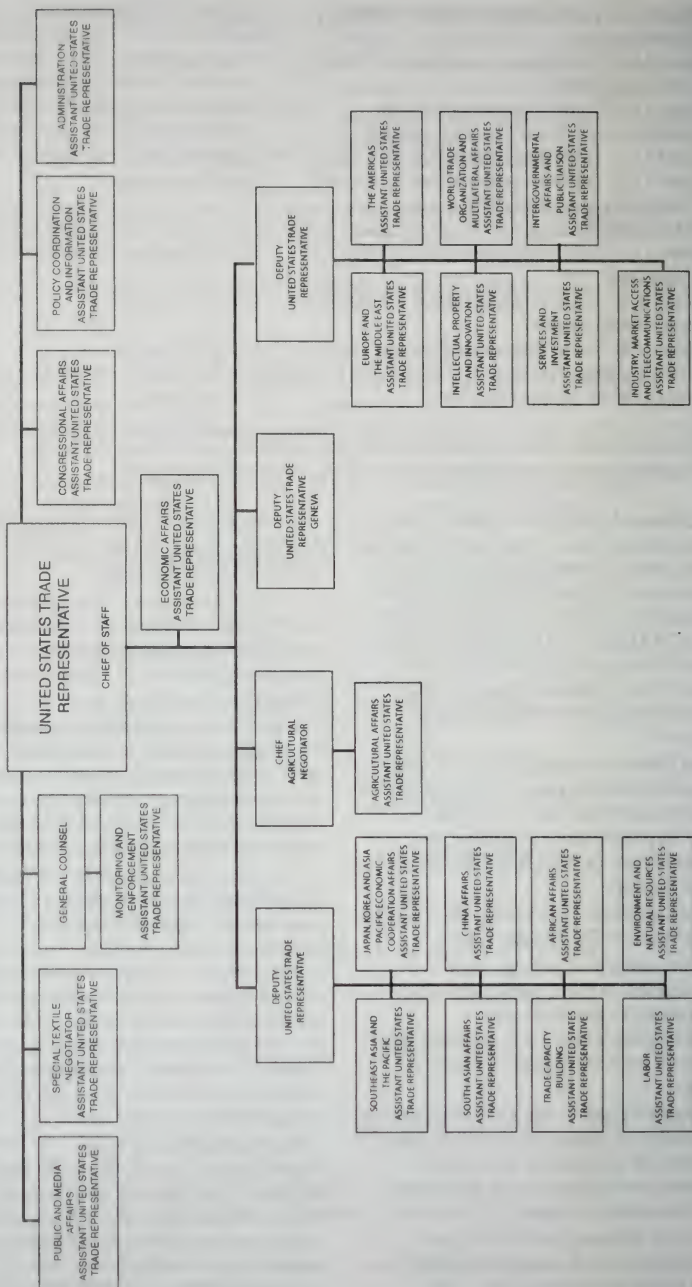 UNITED STATES TRADE
REPRESENTATIVE
CHIEF OF STAFF
PUBLIC AND MEDIA
AFFAIRS
ASSISTANT UNITED STATES
TRADE REPRESENTATIVE
SPECIAL TEXTILE
NEGOTIATOR
ASSISTANT UNITED STATES
TRADE REPRESENTATIVE
GENERAL COUNSEL
MONITORING AND
ENFORCEMENT
ASSISTANT UNITED STATES
TRADE REPRESENTATIVE
CONGRESSIONAL AFFAIRS
ASSISTANT UNITED STATES
TRADE REPRESENTATIVE
POLICY COORDINATION
AND INFORMATION
ASSISTANT UNITED STATES
TRADE REPRESENTATIVE
ADMINISTRATION
ASSISTANT UNITED STATES
TRADE REPRESENTATIVE
ECONOMIC AFFAIRS
ASSISTANT UNITED STATES
TRADE REPRESENTATIVE
DEPUTY
UNITED STATES TRADE
REPRESENTATIVE
SOUTHEAST ASIA AND
THE PACIFIC
ASSISTANT UNITED STATES
TRADE REPRESENTATIVE
JAPAN, KOREA AND ASIA
PACIFIC ECONOMIC
COOPERATION AFFAIRS
ASSISTANT UNITED STATES
TRADE REPRESENTATIVE
SOUTH ASIAN AFFAIRS
ASSISTANT UNITED STATES
TRADE REPRESENTATIVE
CHINA AFFAIRS
ASSISTANT UNITED STATES
TRADE REPRESENTATIVE
TRADE CAPACITY
BUILDING
ASSISTANT UNITED STATES
TRADE REPRESENTATIVE
AFRICAN AFFAIRS
ASSISTANT UNITED STATES
TRADE REPRESENTATIVE
LABOR
ASSISTANT UNITED STATES
TRADE REPRESENTATIVE
ENVIRONMENT AND
NATURAL RESOURCES
ASSISTANT UNITED STATES
TRADE REPRESENTATIVE
CHIEF
AGRICULTURAL
NEGOTIATOR
AGRICULTURAL AFFAIRS
ASSISTANT UNITED STATES
TRADE REPRESENTATIVE
DEPUTY
UNITED STATES TRADE
REPRESENTATIVE
GENEVA
DEPUTY
UNITED STATES TRADE
REPRESENTATIVE
EUROPE AND
THE MIDDLE EAST
ASSISTANT UNITED STATES
TRADE REPRESENTATIVE
THE AMERICAS
ASSISTANT UNITED STATES
TRADE REPRESENTATIVE
INTELLECTUAL PROPERTY
AND INNOVATION
ASSISTANT UNITED STATES
TRADE REPRESENTATIVE
WORLD TRADE
ORGANIZATION AND
MULTILATERAL AFFAIRS
ASSISTANT UNITED STATES
TRADE REPRESENTATIVE
SERVICES AND
INVESTMENT
ASSISTANT UNITED STATES
TRADE REPRESENTATIVE
INTERGOVERNMENTAL
AFFAIRS AND
PUBLIC LIAISON
ASSISTANT UNITED STATES
TRADE REPRESENTATIVE
INDUSTRY, MARKET ACCESS
AND TELECOMMUNICATIONS
ASSISTANT UNITED STATES
TRADE REPRESENTATIVE